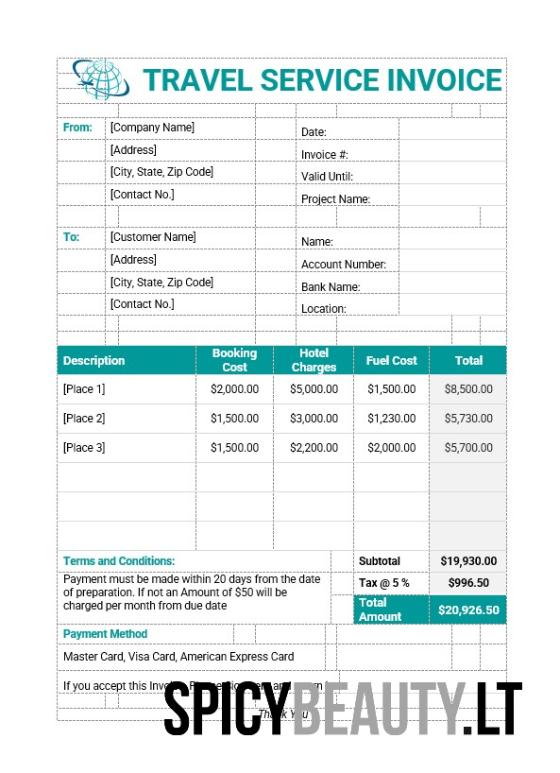 TRAVEL SERVICE INVOICE
From: [Company Name]
[Address]
[City, State, Zip Code]
[Contact No.]
Date:
Invoice #:
Valid Until:
Project Name:
To: [Customer Name]
[Address]
[City, State, Zip Code]
[Contact No.]
Name:
Account Number:
Bank Name:
Location:
Description Booking Cost Hotel Charges Fuel Cost Total
[Place 1] $2,000.00 $5,000.00 $1,500.00 $8,500.00
[Place 2] $1,500.00 $3,000.00 $1,230.00 $5,730.00
[Place 3] $1,500.00 $2,200.00 $2,000.00 $5,700.00
Terms and Conditions:
Payment must be made within 20 days from the date
of preparation. If not an Amount of $50 will be
charged per month from due date
Subtotal $19,930.00
Tax @ 5 % $996.50
Total Amount $20,926.50
Payment Method
Master Card, Visa Card, American Express Card
If you accept this
Thank You
SPICYBEAUTY.LT